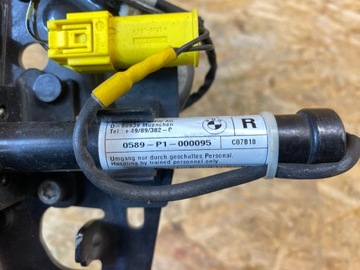 Muenchen
Tel : +49/89/382-0
R
0589-P1-000095
C07B18
Umgang nur durch geschultes Personal.
Handling by trained personnel only